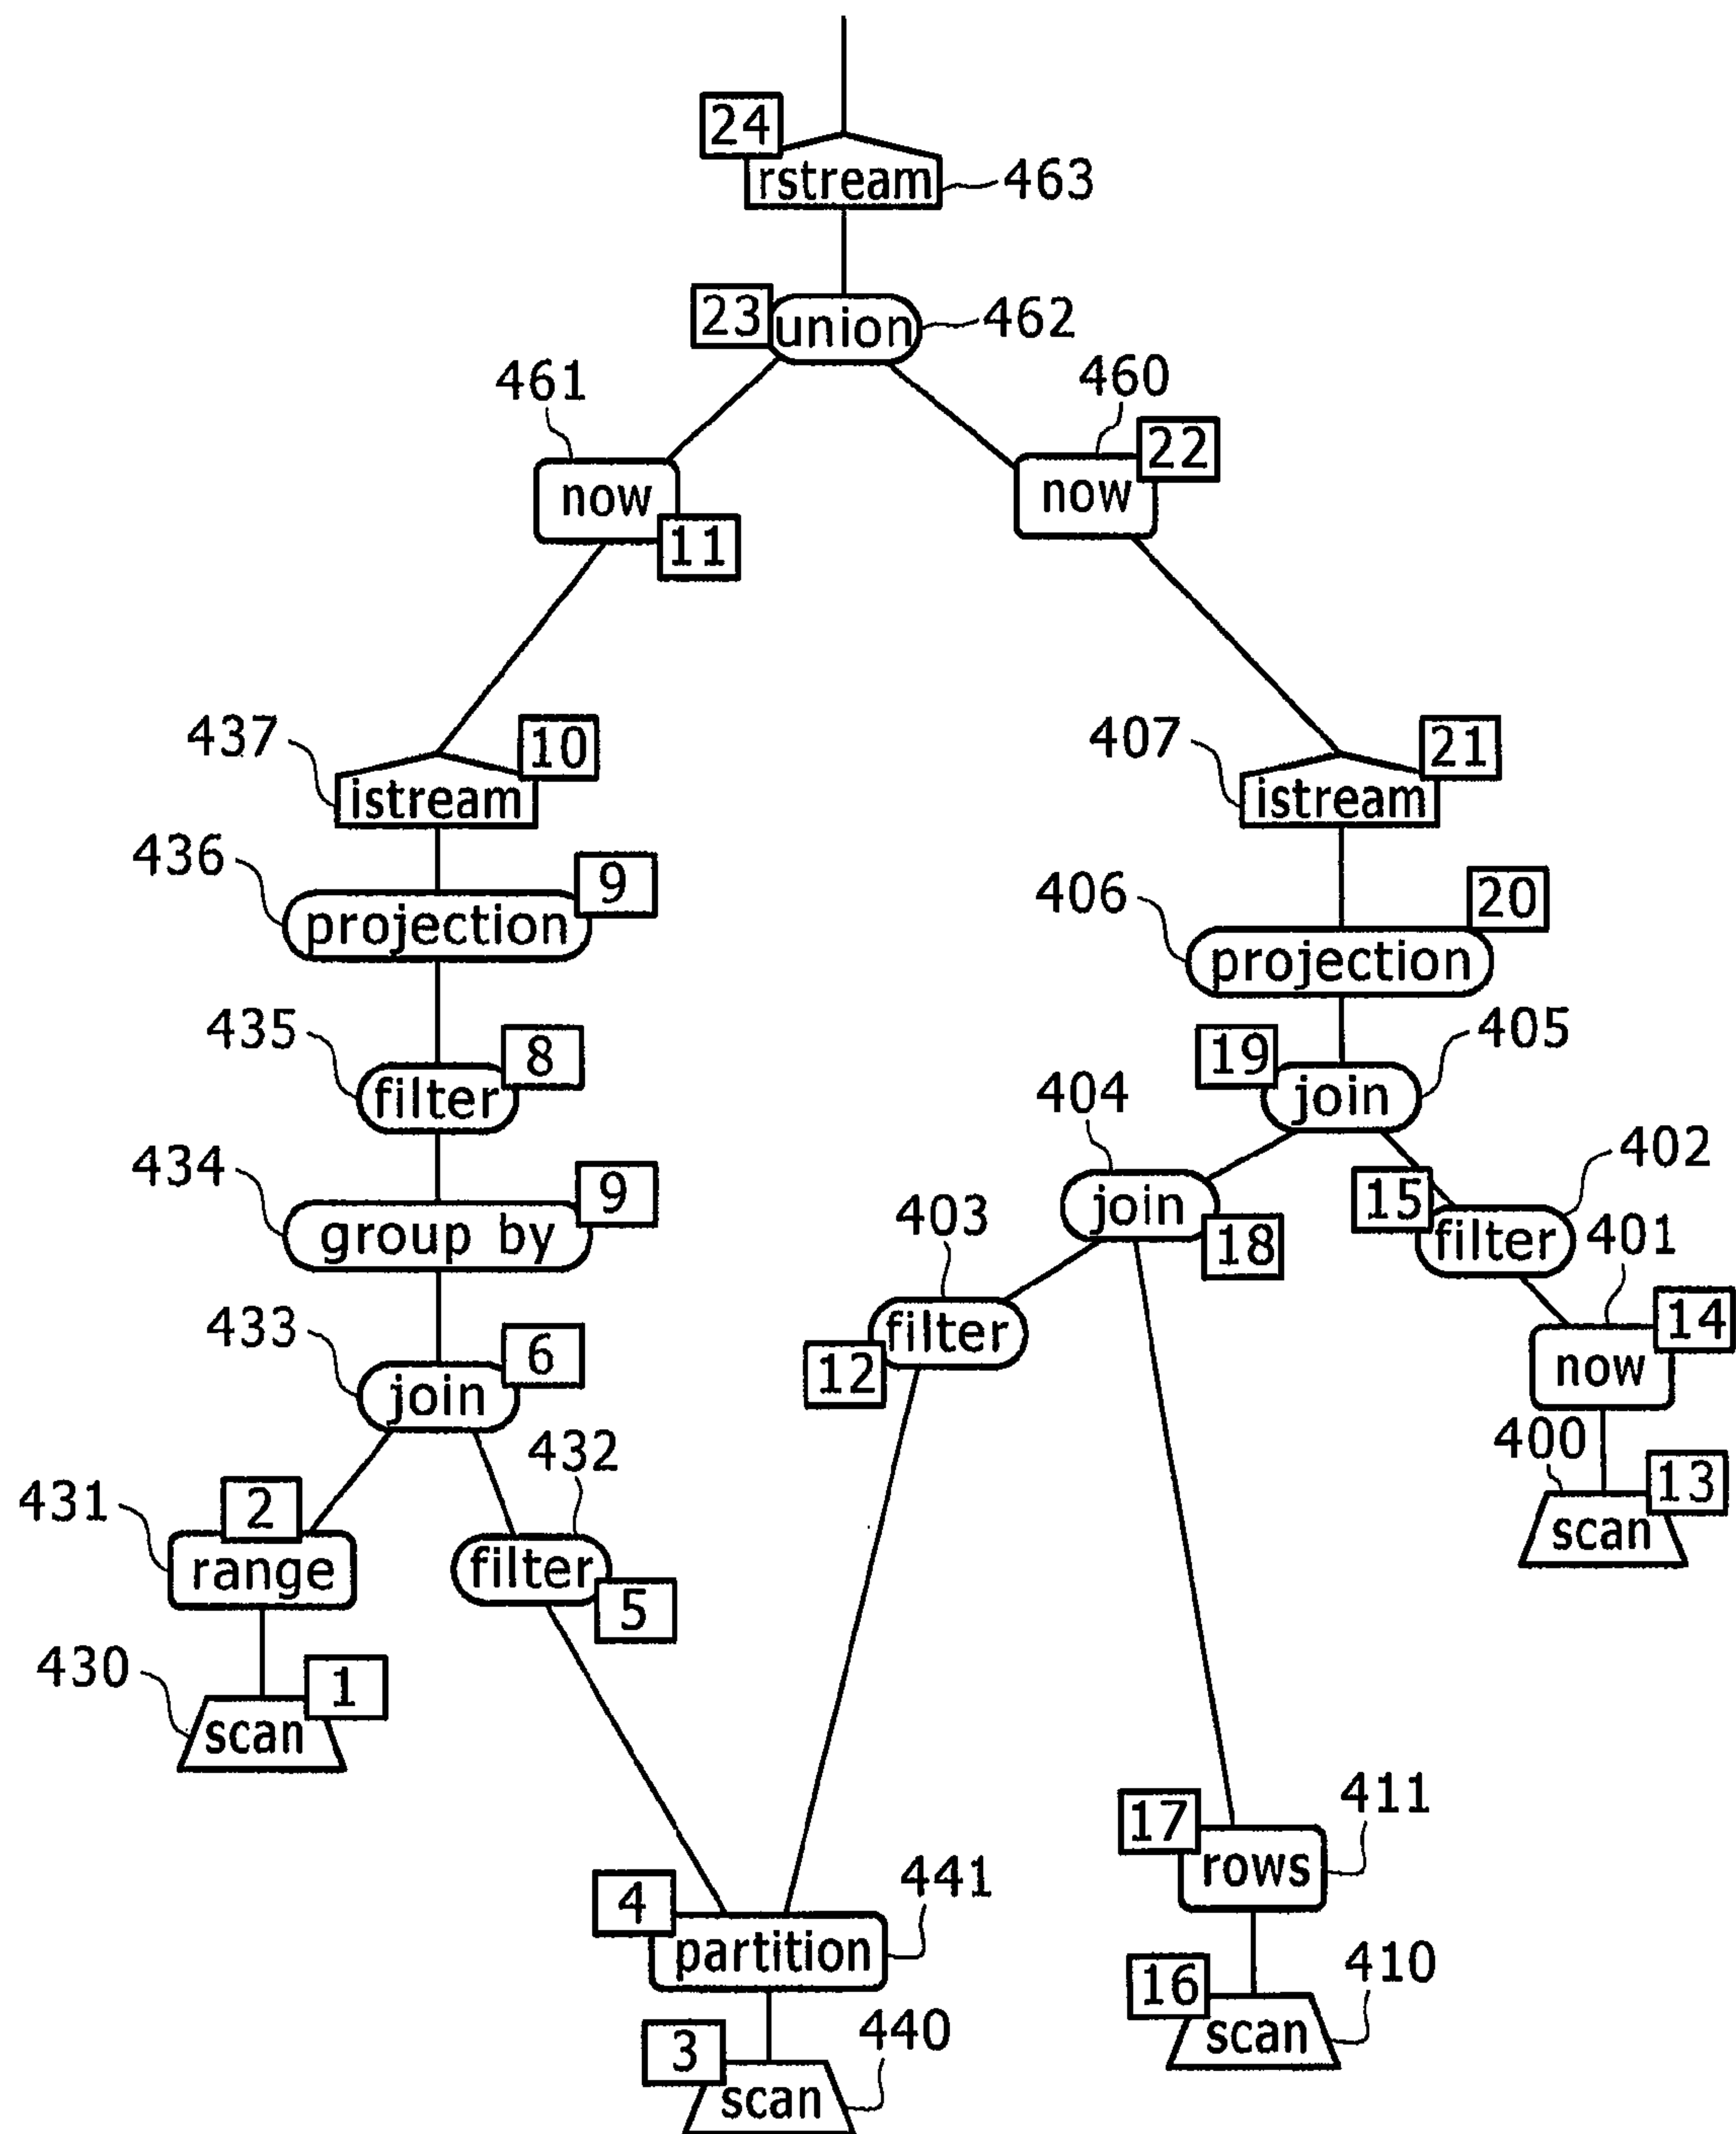 24
rstream
463
23
union
462
461
460
now
11
now
22
437
10
istream
407
21
istream
436
9
projection
406
20
projection
435
8
filter
19
join
405
434
9
group by
404
join
18
15
filter
402
403
filter
12
401
14
now
433
6
join
400
13
scan
432
filter
5
431
2
range
430
1
scan
411
17
rows
441
4
partition
410
16
scan
440
3
scan